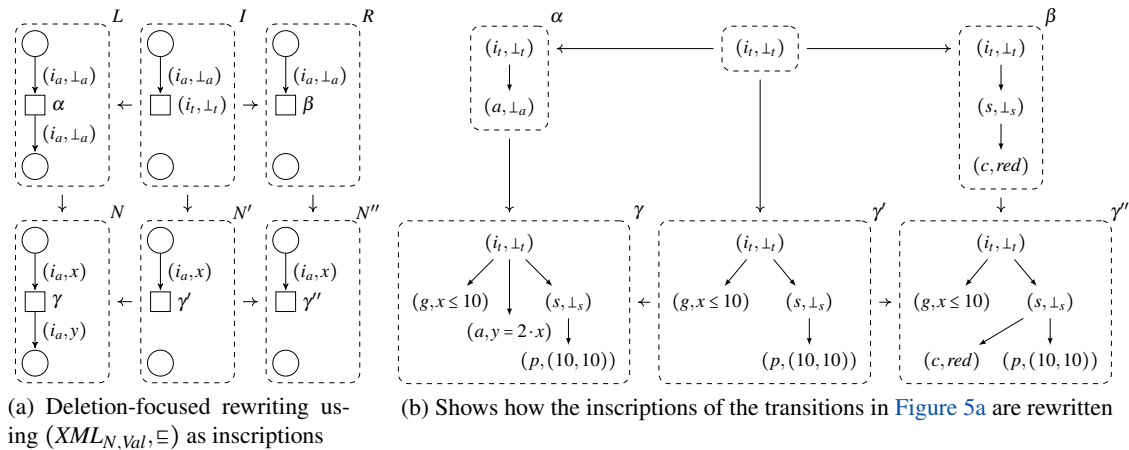 L I R
(i_a,⊥_a) (i_a,⊥_a) (i_a,⊥_a)
α (i_t,⊥_t) β
(i_a,⊥_a)
N N′ N″
(i_a,x) (i_a,x) (i_a,x)
γ γ′ γ″
(i_a,y)
(a) Deletion-focused rewriting us-
ing (XML_{N,Val},⊑) as inscriptions
α β
(i_t,⊥_t) (i_t,⊥_t) (i_t,⊥_t)
(a,⊥_a) (s,⊥_s)
(c,red)
γ γ′ γ″
(i_t,⊥_t) (i_t,⊥_t) (i_t,⊥_t)
(g,x ≤ 10) (s,⊥_s) (g,x ≤ 10) (s,⊥_s) (g,x ≤ 10) (s,⊥_s)
(a,y = 2·x)
(p,(10,10)) (p,(10,10)) (c,red) (p,(10,10))
(b) Shows how the inscriptions of the transitions in Figure 5a are rewritten